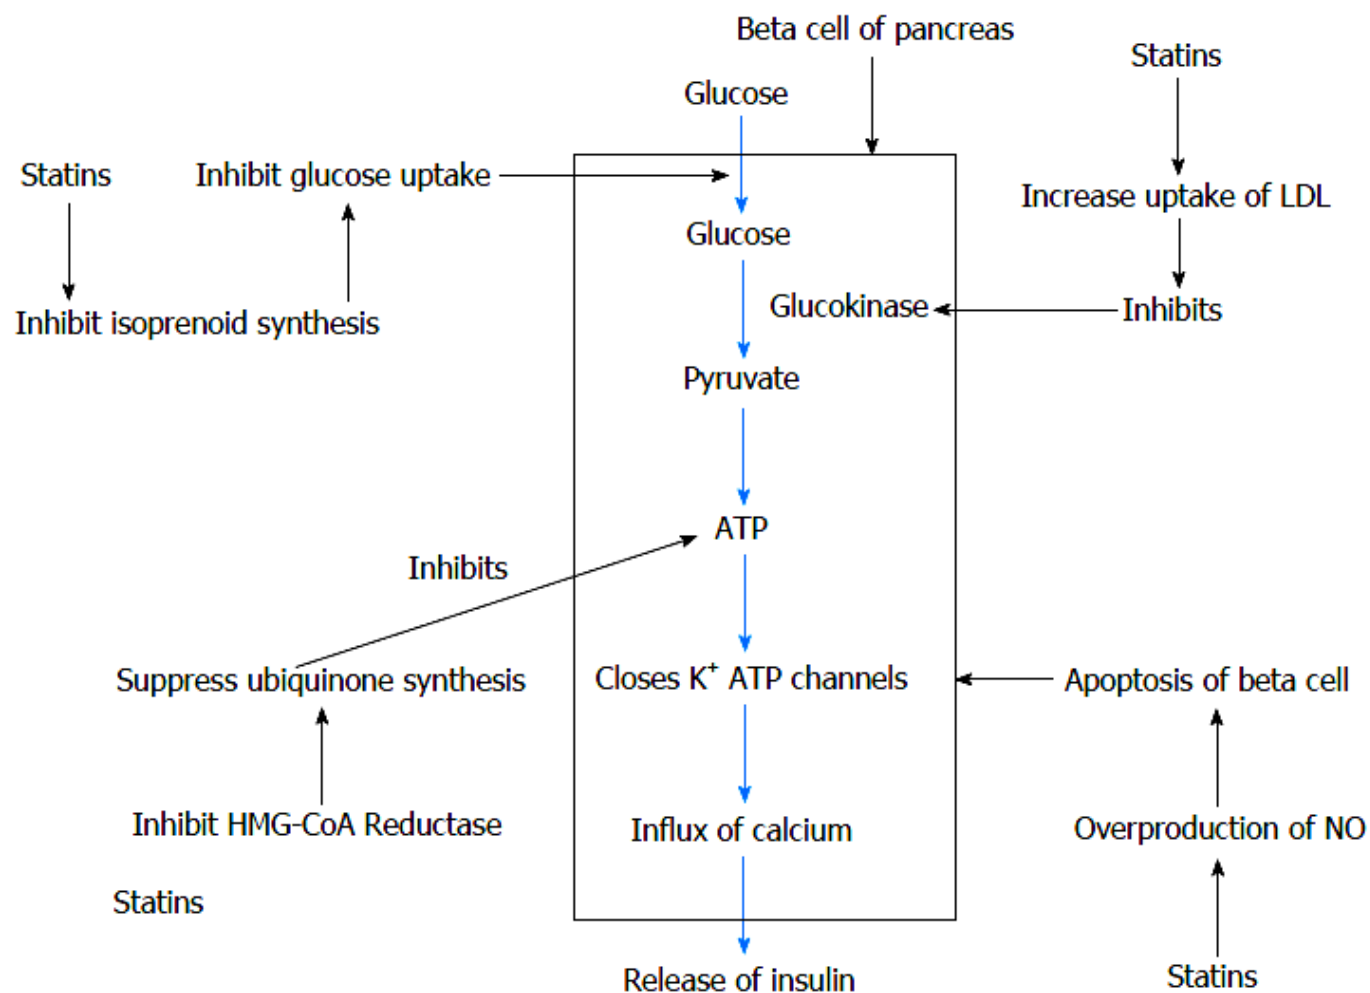 Beta cell of pancreas
Statins
Glucose
Statins
Inhibit glucose uptake
Increase uptake of LDL
Glucose
Glucokinase
Inhibits
Inhibit isoprenoid synthesis
Pyruvate
ATP
Inhibits
Suppress ubiquinone synthesis
Closes K⁺ ATP channels
Apoptosis of beta cell
Inhibit HMG-CoA Reductase
Influx of calcium
Overproduction of NO
Statins
Release of insulin
Statins